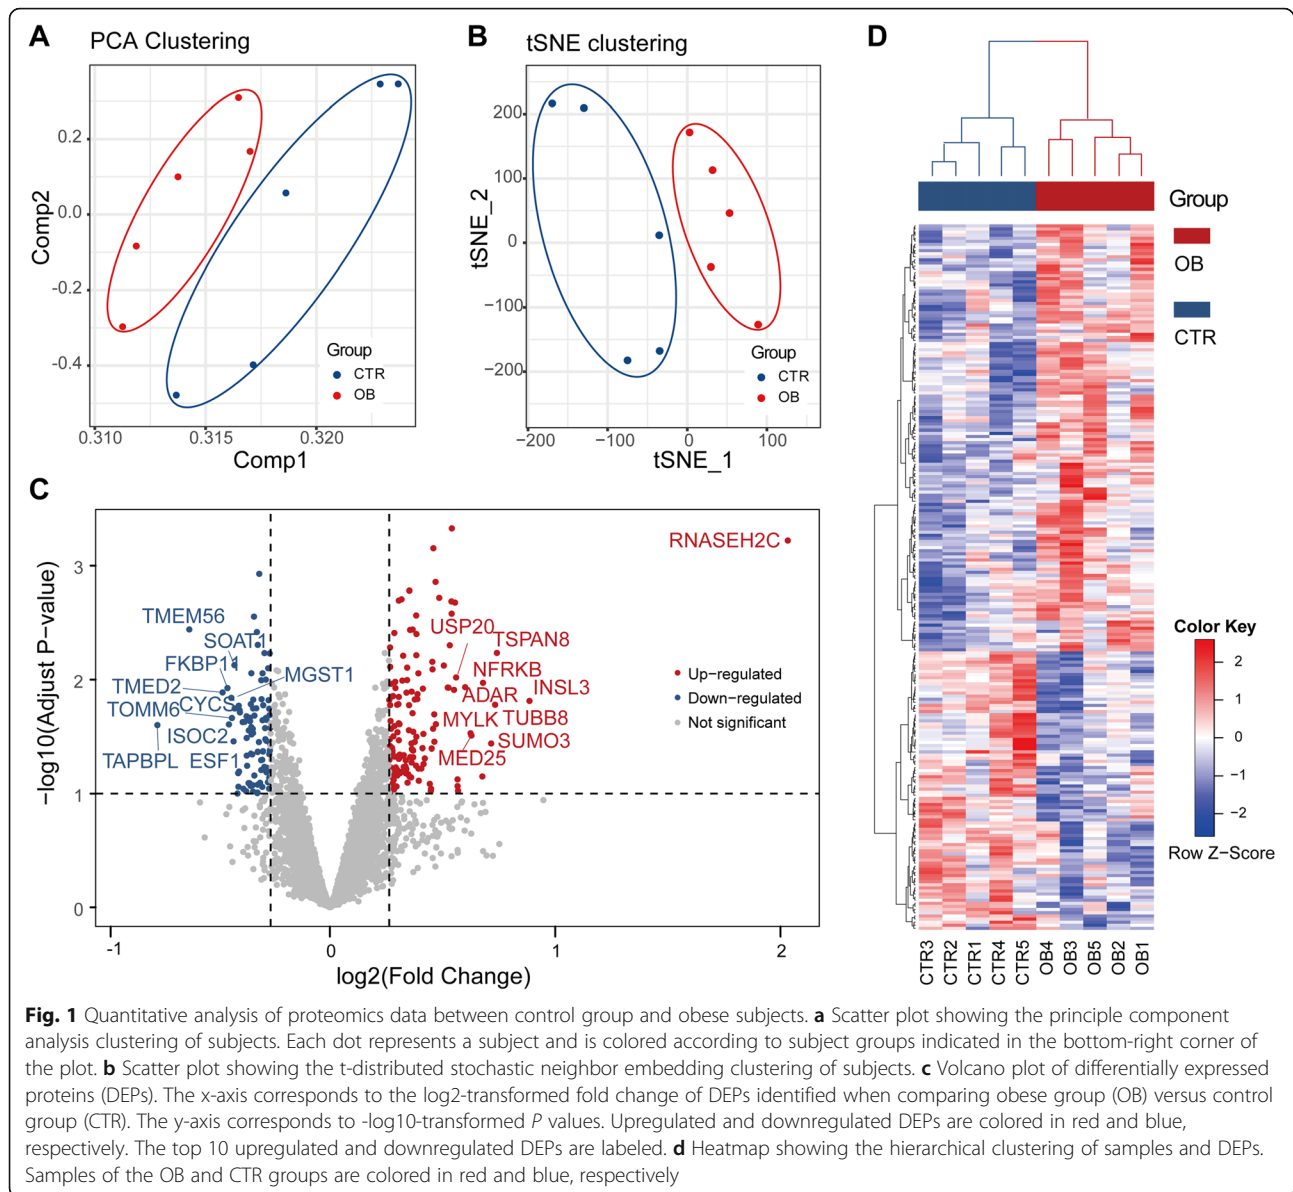 A
PCA Clustering
Comp2
0.2
0.0
-0.2
-0.4
0.310
0.315
0.320
Comp1
Group
CTR
OB
B
tSNE clustering
tSNE_2
200
100
0
−100
−200
−200
−100
0
100
tSNE_1
Group
CTR
OB
C
−log10(Adjust P−value)
3
2
1
0
-1
0
1
2
log2(Fold Change)
RNASEH2C
TMEM56
SOAT1
FKBP11
MGST1
TMED2
CYCS
TOMM6
ISOC2
TAPBPL
ESF1
USP20
TSPAN8
NFRKB
INSL3
ADAR
MYLK
TUBB8
SUMO3
MED25
Up−regulated
Down−regulated
Not significant
D
Group
OB
CTR
Color Key
2
1
0
−1
−2
Row Z−Score
CTR3
CTR2
CTR1
CTR4
CTR5
OB4
OB3
OB5
OB2
OB1
Fig. 1 Quantitative analysis of proteomics data between control group and obese subjects. a Scatter plot showing the principle component
analysis clustering of subjects. Each dot represents a subject and is colored according to subject groups indicated in the bottom-right corner of
the plot. b Scatter plot showing the t-distributed stochastic neighbor embedding clustering of subjects. c Volcano plot of differentially expressed
proteins (DEPs). The x-axis corresponds to the log2-transformed fold change of DEPs identified when comparing obese group (OB) versus control
group (CTR). The y-axis corresponds to -log10-transformed P values. Upregulated and downregulated DEPs are colored in red and blue,
respectively. The top 10 upregulated and downregulated DEPs are labeled. d Heatmap showing the hierarchical clustering of samples and DEPs.
Samples of the OB and CTR groups are colored in red and blue, respectively